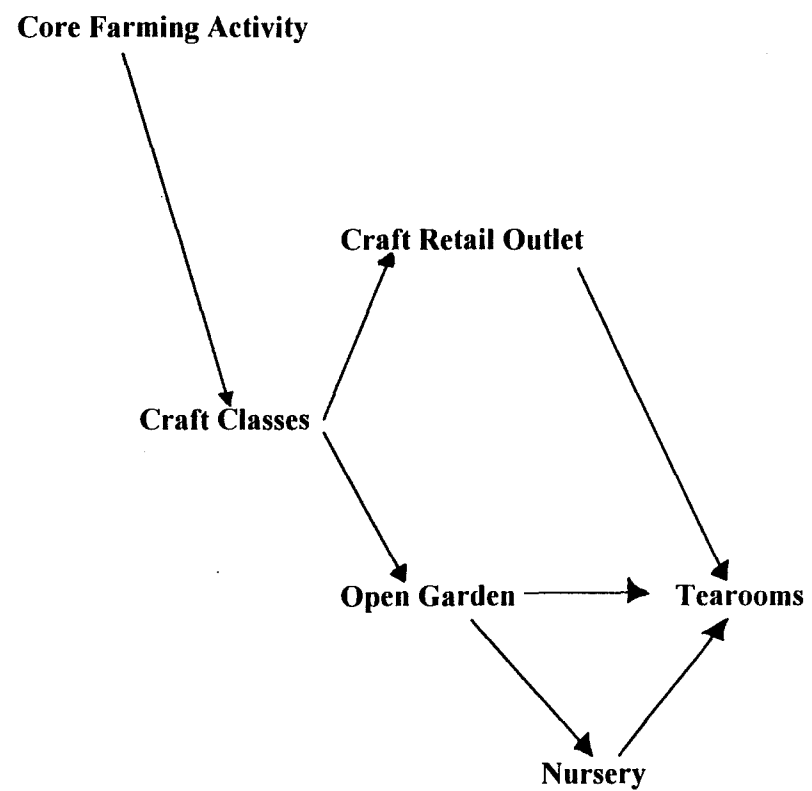 Core Farming Activity
Craft Retail Outlet
Craft Classes
Open Garden
Tearooms
Nursery